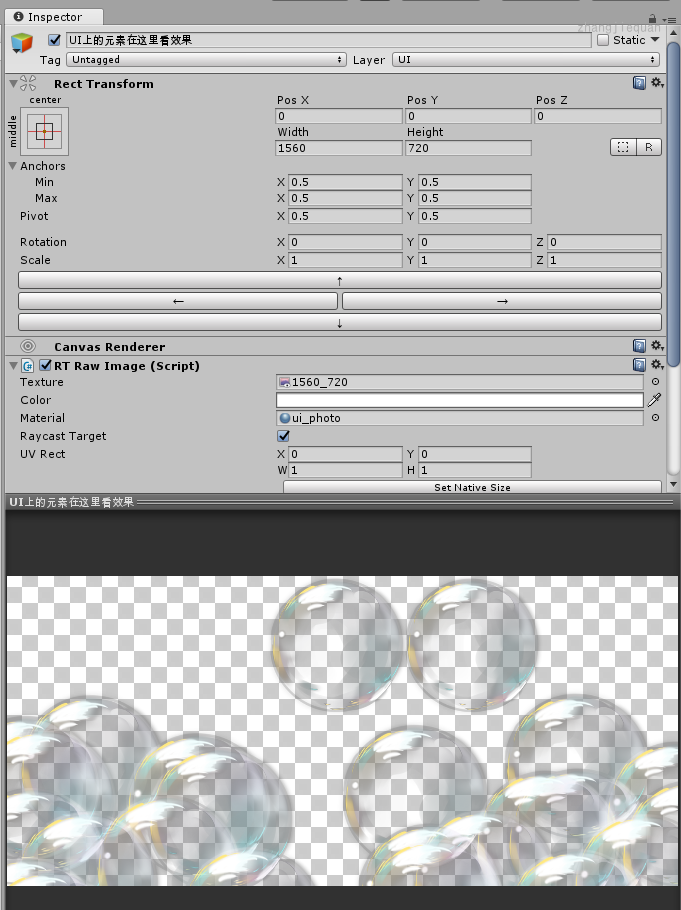 Inspector
zhangjiequan
UI上的元素在这里看效果
Static
Tag Untagged Layer UI
Rect Transform
center
middle
Pos X Pos Y Pos Z
0 0 0
Width Height
1560 720
R
Anchors
Min X 0.5 Y 0.5
Max X 0.5 Y 0.5
Pivot X 0.5 Y 0.5
Rotation X 0 Y 0 Z 0
Scale X 1 Y 1 Z 1
↑
← →
↓
Canvas Renderer
RT Raw Image (Script)
Texture 1560_720
Color
Material ui_photo
Raycast Target
UV Rect X 0 Y 0
W 1 H 1
Set Native Size
UI上的元素在这里看效果